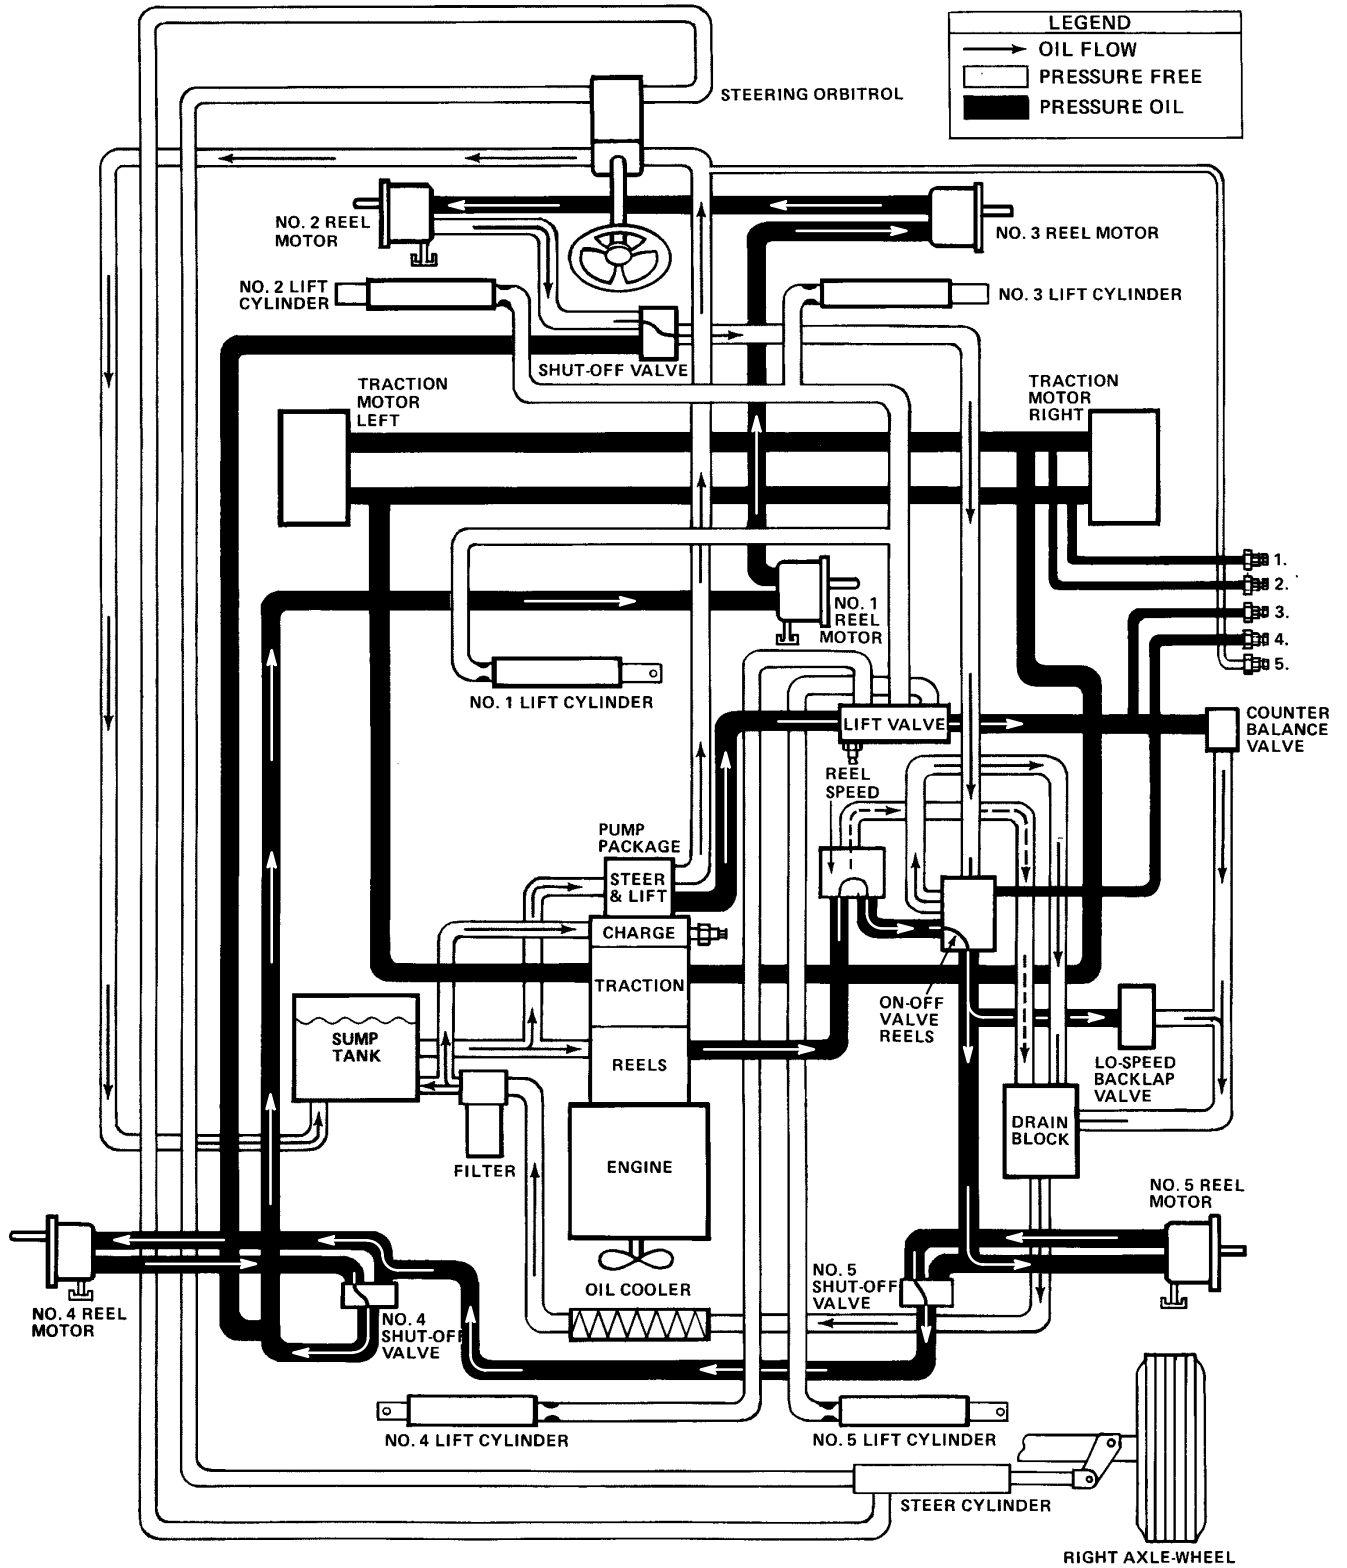 LEGEND
OIL FLOW
PRESSURE FREE
PRESSURE OIL
STEERING ORBITROL
NO. 2 REEL
MOTOR
NO. 3 REEL MOTOR
NO. 2 LIFT
CYLINDER
NO. 3 LIFT CYLINDER
SHUT-OFF VALVE
TRACTION
MOTOR
LEFT
TRACTION
MOTOR
RIGHT
1.
2.
3.
4.
5.
NO. 1
REEL
MOTOR
NO. 1 LIFT CYLINDER
LIFT VALVE
COUNTER
BALANCE
VALVE
REEL
SPEED
PUMP
PACKAGE
STEER
& LIFT
CHARGE
TRACTION
REELS
ON-OFF
VALVE
REELS
SUMP
TANK
LO-SPEED
BACKLAP
VALVE
DRAIN
BLOCK
FILTER
ENGINE
NO. 5 REEL
MOTOR
OIL COOLER
NO. 5
SHUT-OFF
VALVE
NO. 4 REEL
MOTOR
NO. 4
SHUT-OFF
VALVE
NO. 4 LIFT CYLINDER
NO. 5 LIFT CYLINDER
STEER CYLINDER
RIGHT AXLE-WHEEL